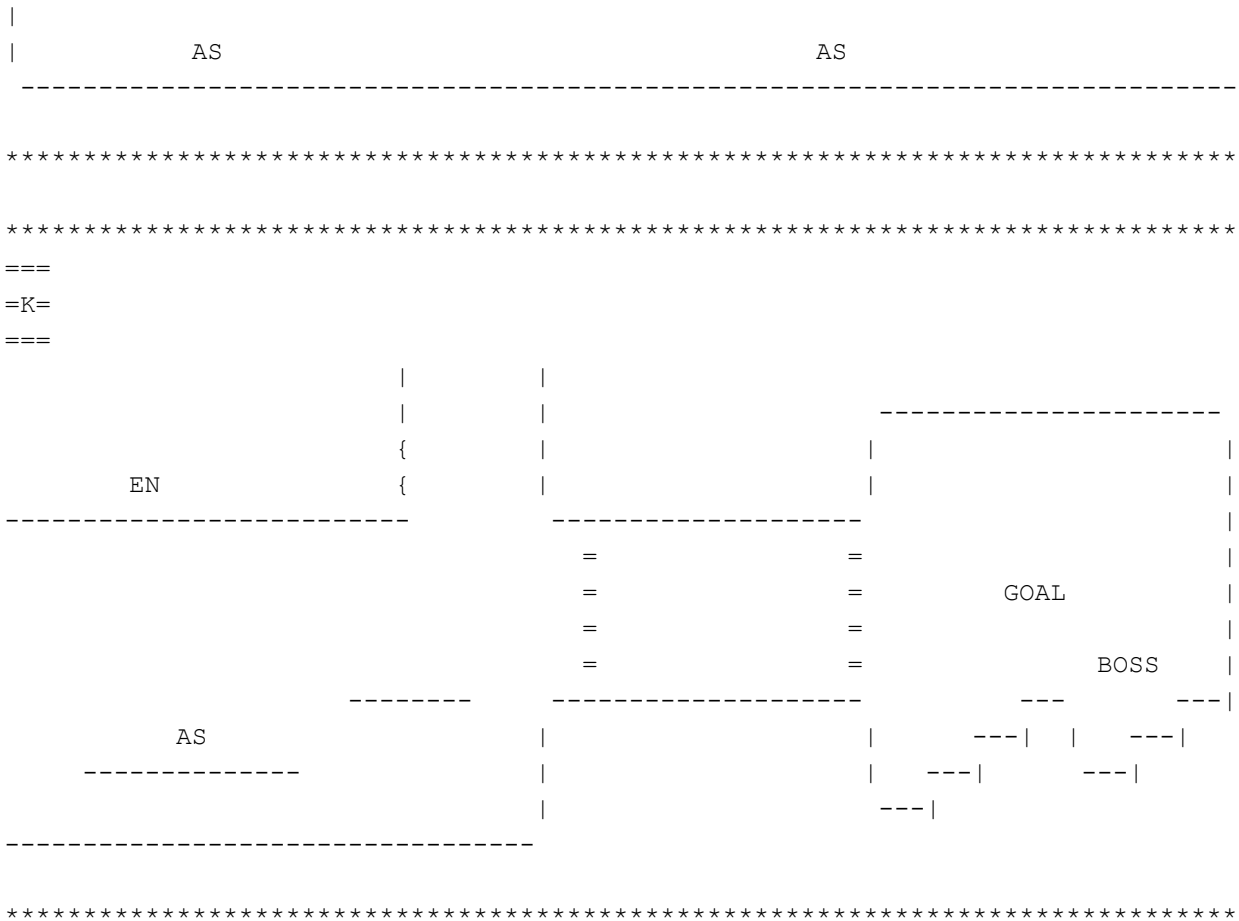 |
| AS AS
------------------------------------------------------------------------------
*******************************************************************************
*******************************************************************************
===
=K=
===
| |
| | ----------------------
{ | | |
EN { | | |
-------------------------- -------------------- |
= = |
= = GOAL |
= = |
= = BOSS |
-------- -------------------- --- ---|
AS | | ---| | ---|
-------------- | | ---| ---|
| ---|
----------------------------------
*******************************************************************************